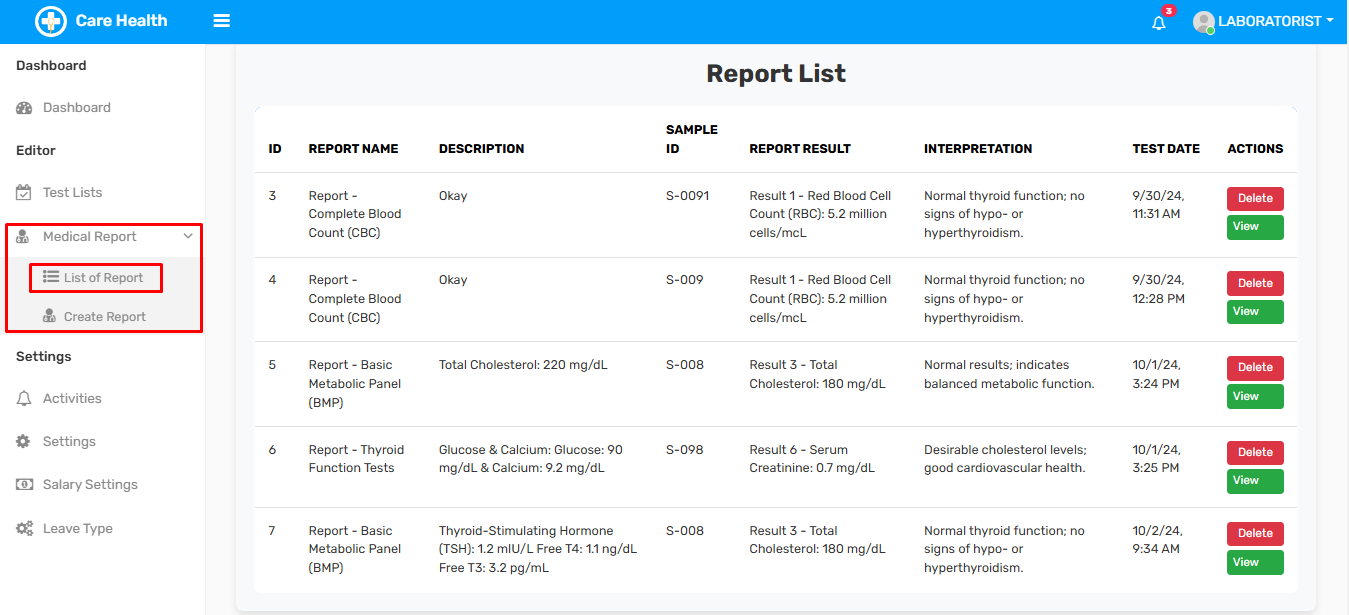 Care Health
3
LABORATORIST
Dashboard
Dashboard
Editor
Test Lists
Medical Report
List of Report
Create Report
Settings
Activities
Settings
Salary Settings
Leave Type
Report List
ID REPORT NAME DESCRIPTION SAMPLE ID REPORT RESULT INTERPRETATION TEST DATE ACTIONS
3
Report -
Complete Blood
Count (CBC)
Okay
S-0091
Result 1 - Red Blood Cell
Count (RBC): 5.2 million
cells/mcL
Normal thyroid function; no
signs of hypo- or
hyperthyroidism.
9/30/24,
11:31 AM
Delete
View
4
Report -
Complete Blood
Count (CBC)
Okay
S-009
Result 1 - Red Blood Cell
Count (RBC): 5.2 million
cells/mcL
Normal thyroid function; no
signs of hypo- or
hyperthyroidism.
9/30/24,
12:28 PM
Delete
View
5
Report - Basic
Metabolic Panel
(BMP)
Total Cholesterol: 220 mg/dL
S-008
Result 3 - Total
Cholesterol: 180 mg/dL
Normal results; indicates
balanced metabolic function.
10/1/24,
3:24 PM
Delete
View
6
Report - Thyroid
Function Tests
Glucose & Calcium: Glucose: 90
mg/dL & Calcium: 9.2 mg/dL
S-098
Result 6 - Serum
Creatinine: 0.7 mg/dL
Desirable cholesterol levels;
good cardiovascular health.
10/1/24,
3:25 PM
Delete
View
7
Report - Basic
Metabolic Panel
(BMP)
Thyroid-Stimulating Hormone
(TSH): 1.2 mIU/L Free T4: 1.1 ng/dL
Free T3: 3.2 pg/mL
S-008
Result 3 - Total
Cholesterol: 180 mg/dL
Normal thyroid function; no
signs of hypo- or
hyperthyroidism.
10/2/24,
9:34 AM
Delete
View